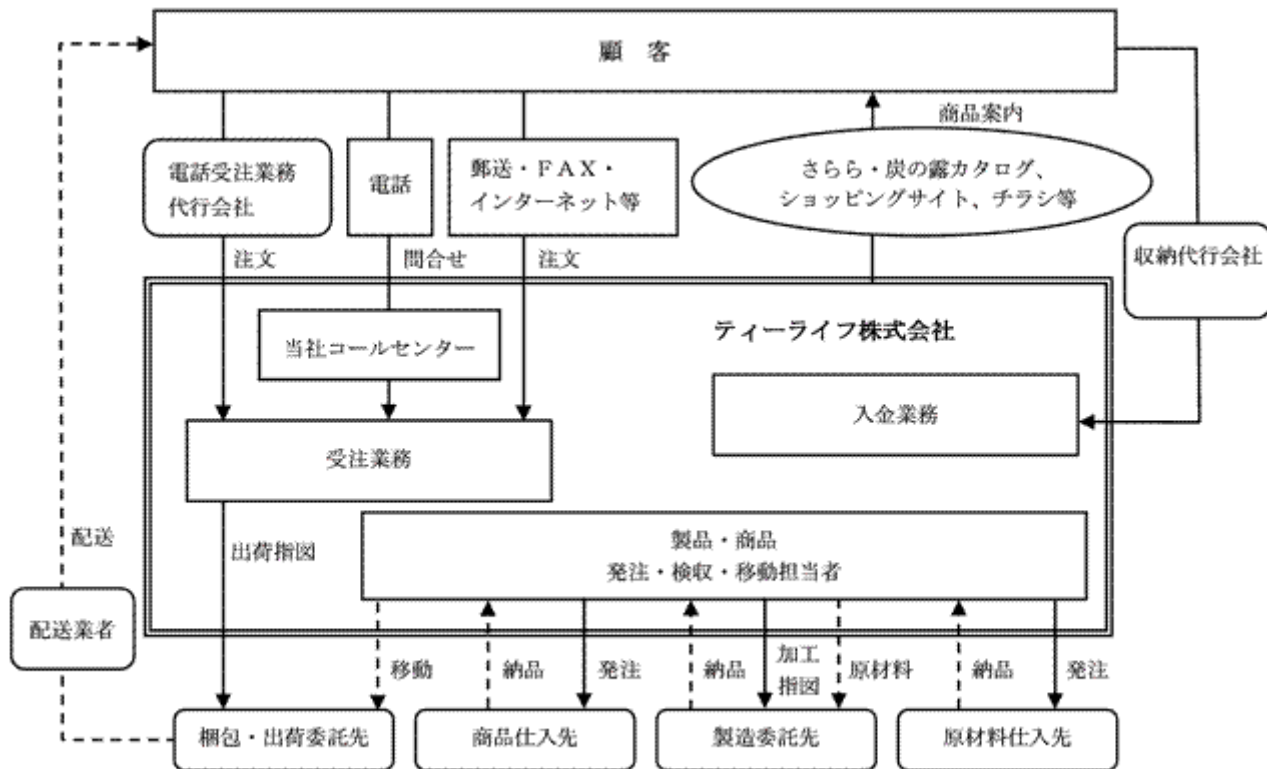 顧 客
商品案内
電話受注業務
代行会社
電話
郵送・ＦＡＸ・
インターネット等
さらら・炭の露カタログ、
ショッピングサイト、チラシ等
注文
問合せ
注文
収納代行会社
ティーライフ株式会社
当社コールセンター
入金業務
受注業務
配送
出荷指図
製品・商品
発注・検収・移動担当者
配送業者
移動
納品
発注
納品
加工
指図
原材料
納品
発注
梱包・出荷委託先
商品仕入先
製造委託先
原材料仕入先